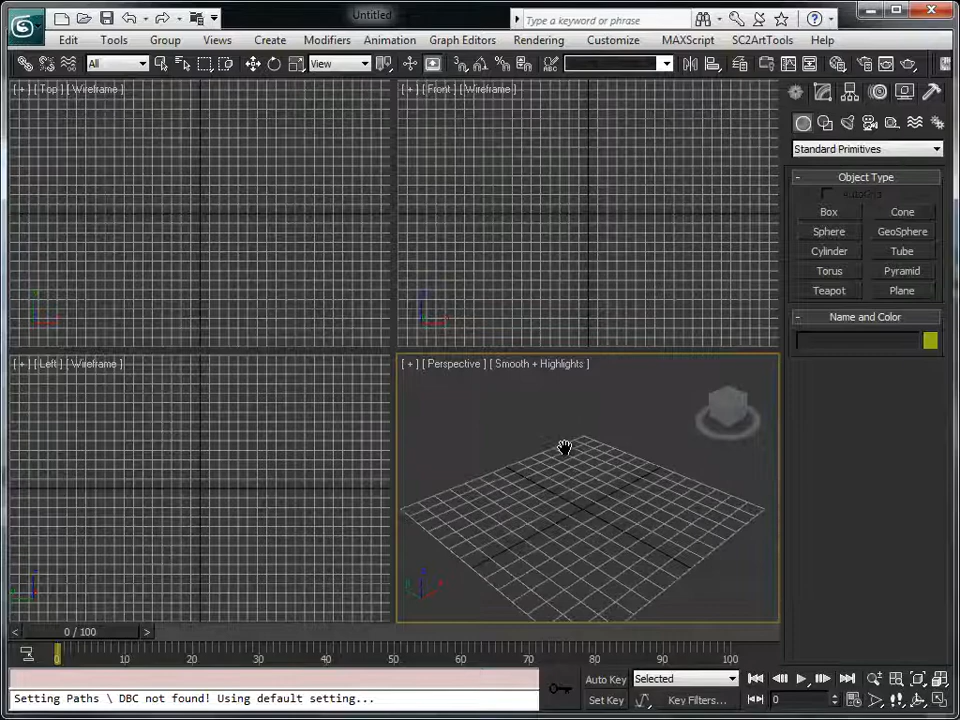 Untitled
Type a keyword or phrase
Edit Tools Group Views Create Modifiers Animation Graph Editors Rendering Customize MAXScript SC2ArtTools Help
All
View
[ + ] [ Top ] [ Wireframe ]
[ + ] [ Front ] [ Wireframe ]
Standard Primitives
- Object Type
AutoGrid
Box Cone
Sphere GeoSphere
Cylinder Tube
Torus Pyramid
Teapot Plane
- Name and Color
[ + ] [ Left ] [ Wireframe ]
[ + ] [ Perspective ] [ Smooth + Highlights ]
< 0 / 100 >
0 10 20 30 40 50 60 70 80 90 100
Auto Key Selected
Set Key Key Filters... 0
Setting Paths \ DBC not found! Using default setting...